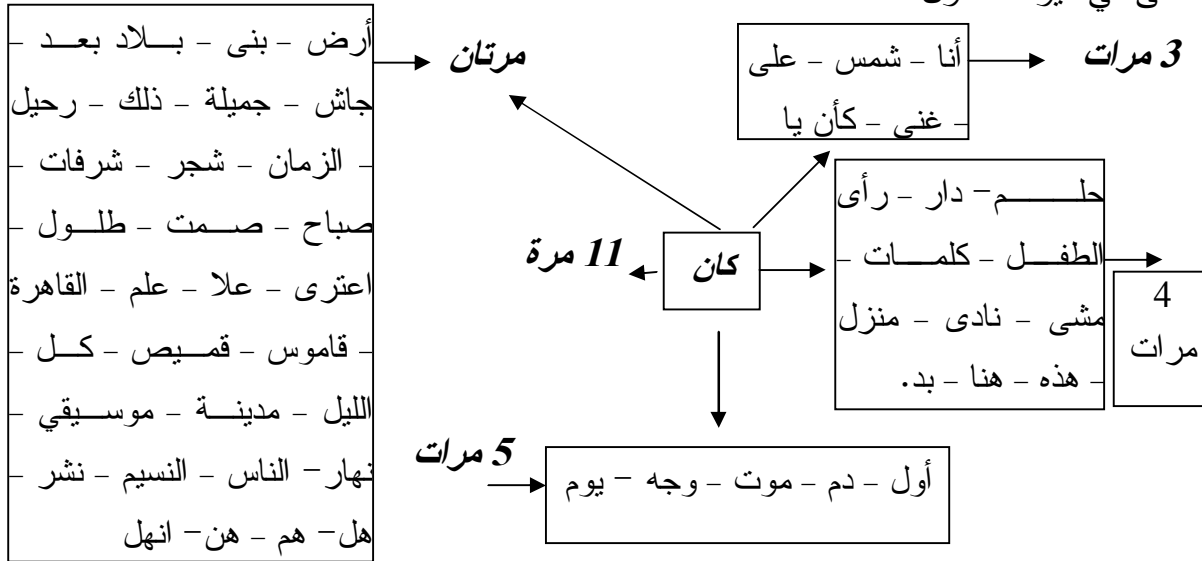 3 مرات
أنا - شمس - على
- غنى - كأن يا
مرتان
أرض - بنى - بلاد بعد -
جاش - جميلة - ذلك - رحيل
- الزمان - شجر - شرفات -
صباح - صمت - طلول -
اعترى - علا - علم - القاهرة
- قاموس - قميص - كل -
الليل - مدينة - موسيقي -
نهار - الناس - النسيم - نشر -
هل - هم - هن - انهل
حلم - دار - رأى
الطفل - كلمات -
مشى - نادى - منزل
- هذه - هنا - بد.
4
مرات
كان
11 مرة
5 مرات
أول - دم - موت - وجه - يوم